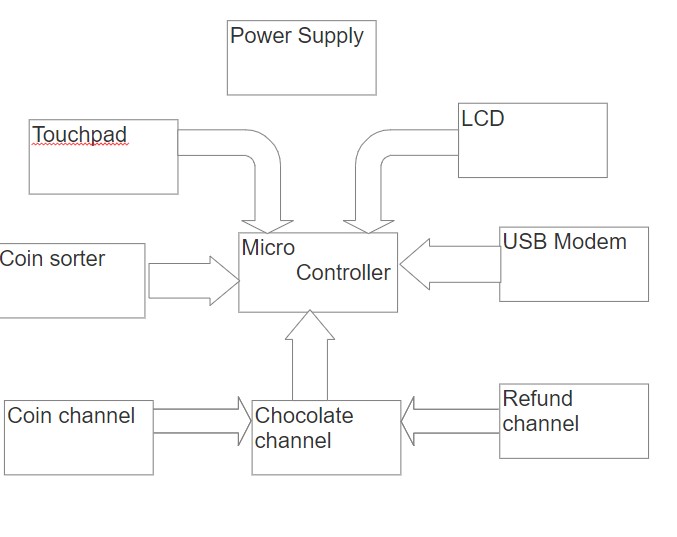 Power Supply
Touchpad
LCD
Micro
Controller
Coin sorter
USB Modem
Coin channel
Chocolate
channel
Refund
channel